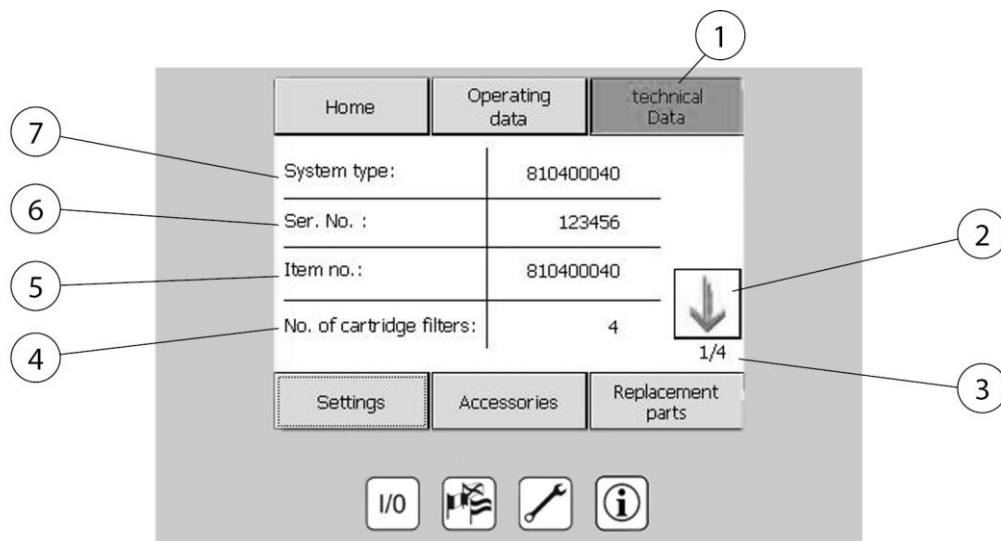 1
Home
Operating
data
technical
Data
7
System type: 810400040
6
Ser. No. : 123456
2
5
Item no.: 810400040
4
No. of cartridge filters: 4
1/4
3
Settings
Accessories
Replacement
parts
I/0
i